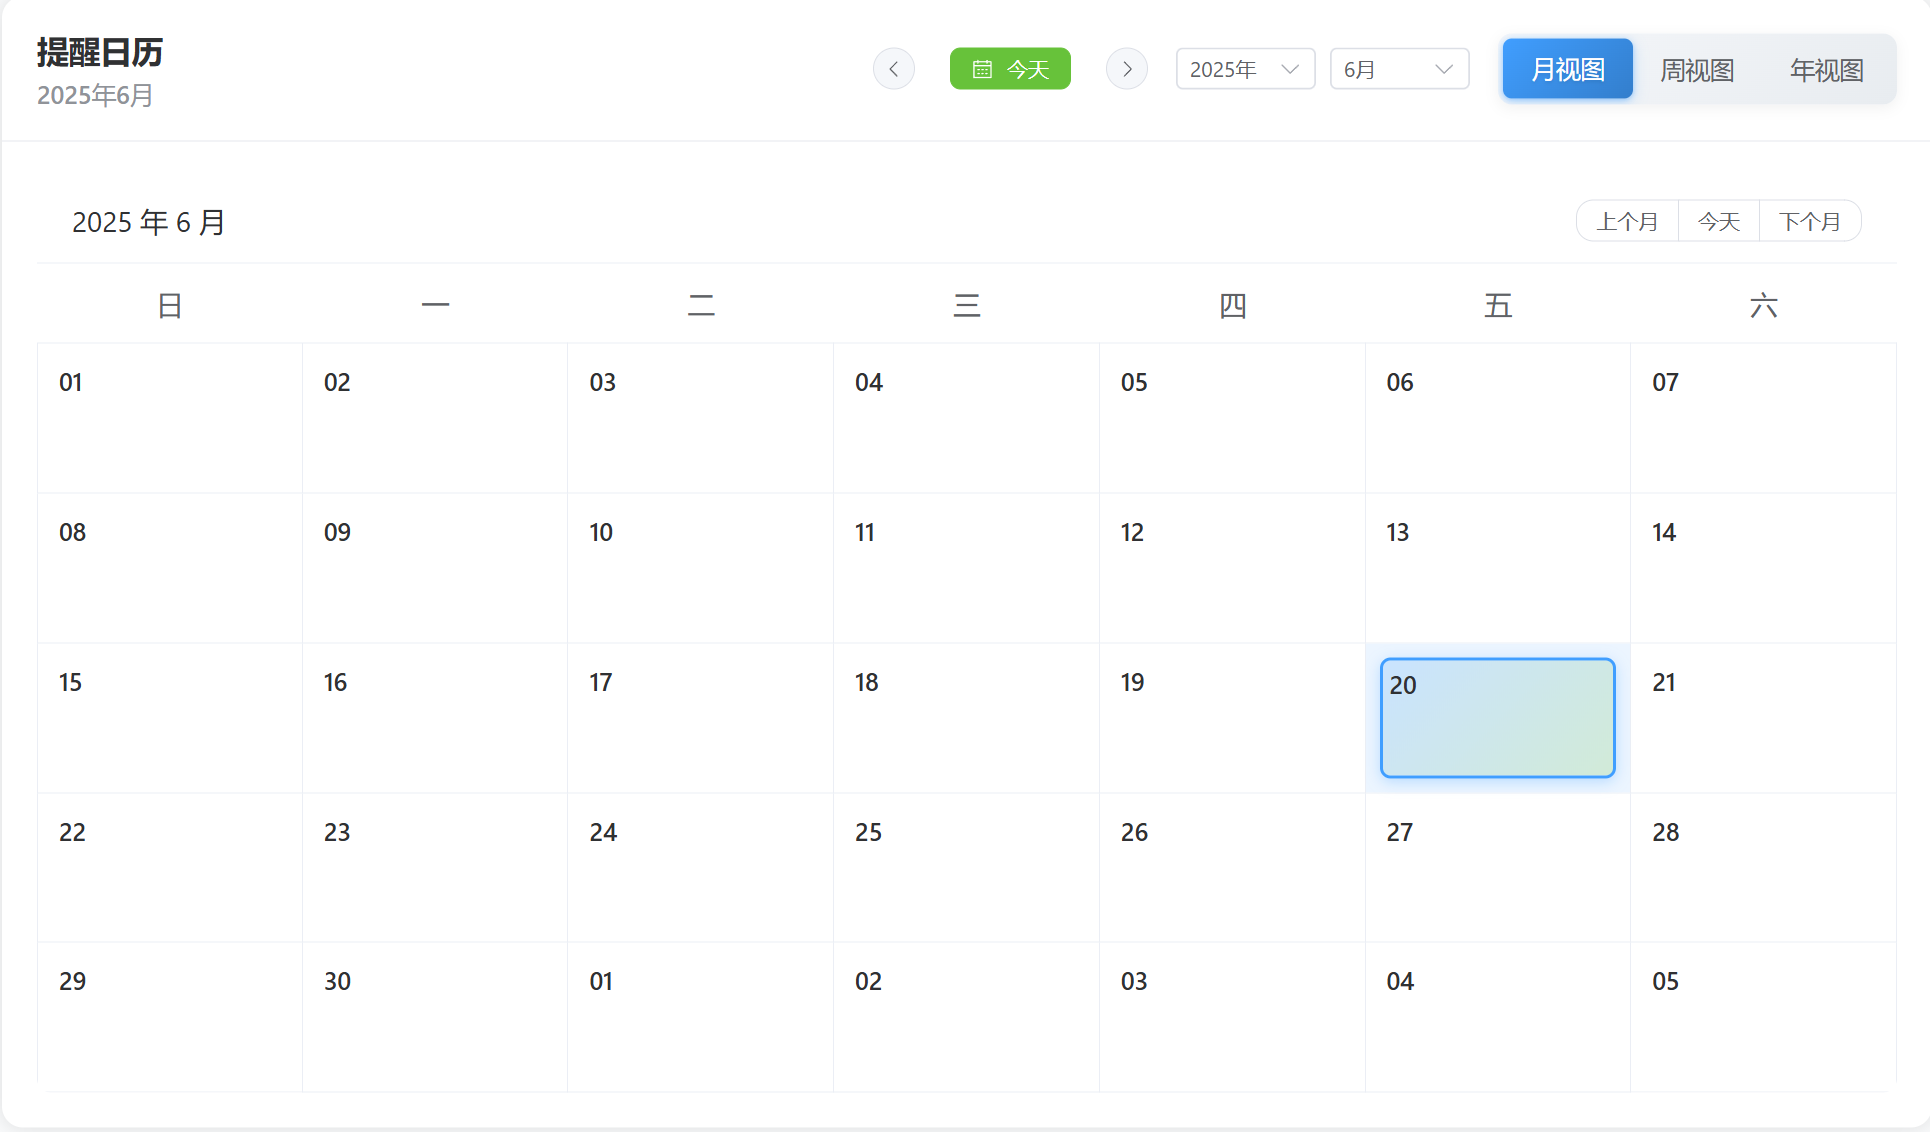 提醒日历
2025年6月
今天
2025年
6月
月视图 周视图 年视图
2025 年 6 月
上个月 今天 下个月
日 一 二 三 四 五 六
01 02 03 04 05 06 07
08 09 10 11 12 13 14
15 16 17 18 19 20 21
22 23 24 25 26 27 28
29 30 01 02 03 04 05